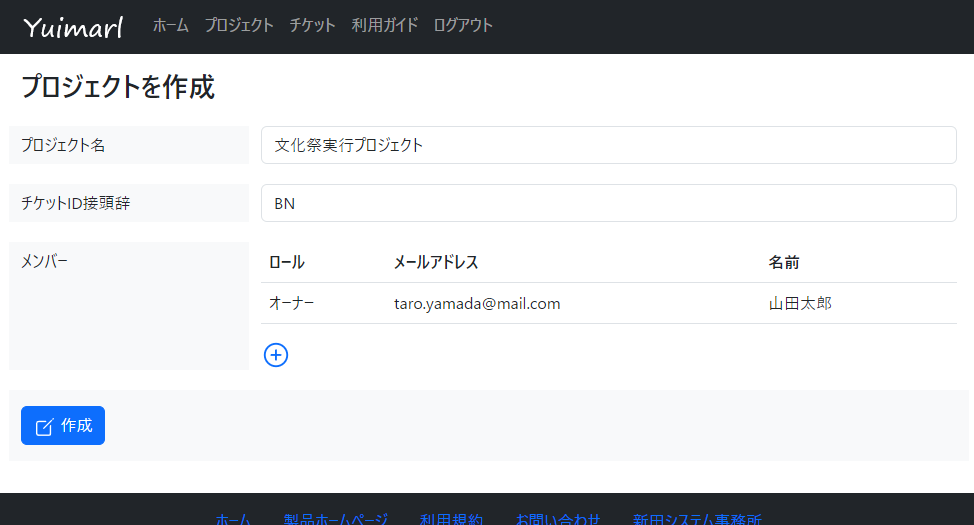 Yuimarl ホーム プロジェクト チケット 利用ガイド ログアウト
プロジェクトを作成
プロジェクト名 文化祭実行プロジェクト
チケットID接頭辞 BN
メンバー ロール メールアドレス 名前
オーナー taro.yamada@mail.com 山田太郎
作成
ホーム 製品ホームページ 利用規約 お問い合わせ 新田システム事務所